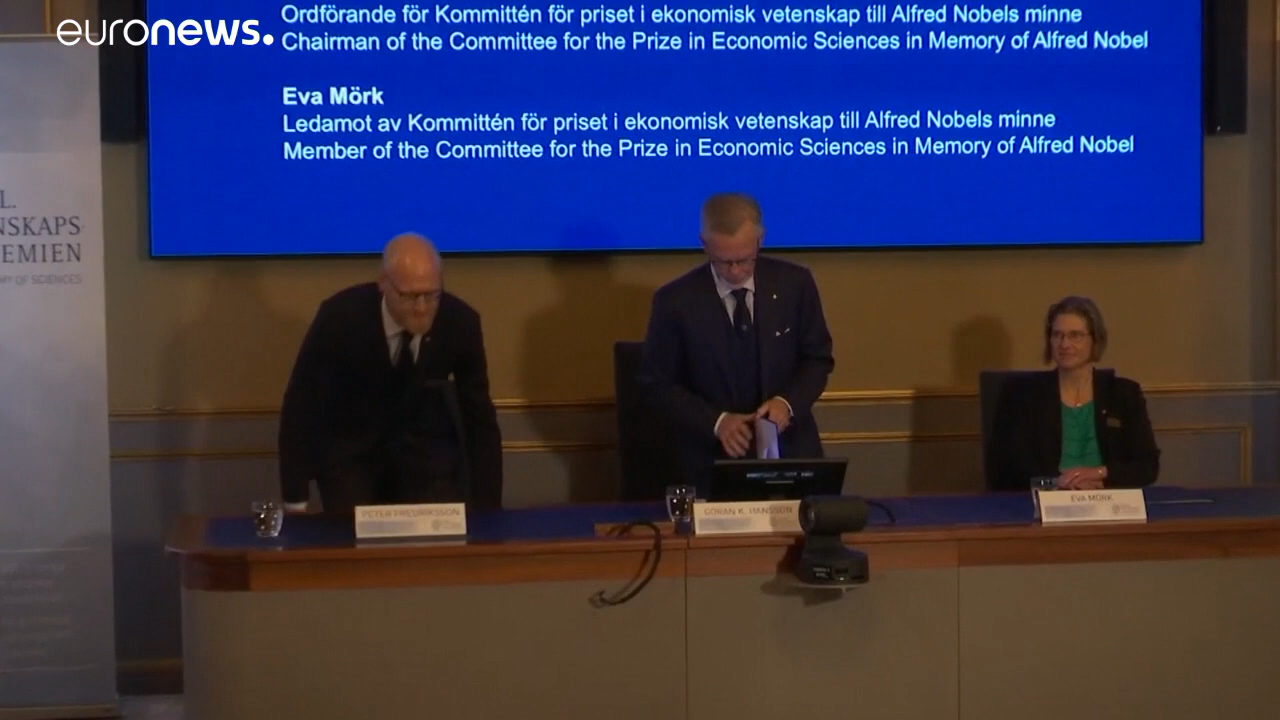 euronews.
Ordförande för Kommittén för priset i ekonomisk vetenskap till Alfred Nobels minne
Chairman of the Committee for the Prize in Economic Sciences in Memory of Alfred Nobel
Eva Mörk
Ledamot av Kommittén för priset i ekonomisk vetenskap till Alfred Nobels minne
Member of the Committee for the Prize in Economic Sciences in Memory of Alfred Nobel
L.
NSKAPS
EMIEN
OF SCIENCES
PETER FREDRIKSSON
GÖRAN K. HANSSON
EVA MÖRK